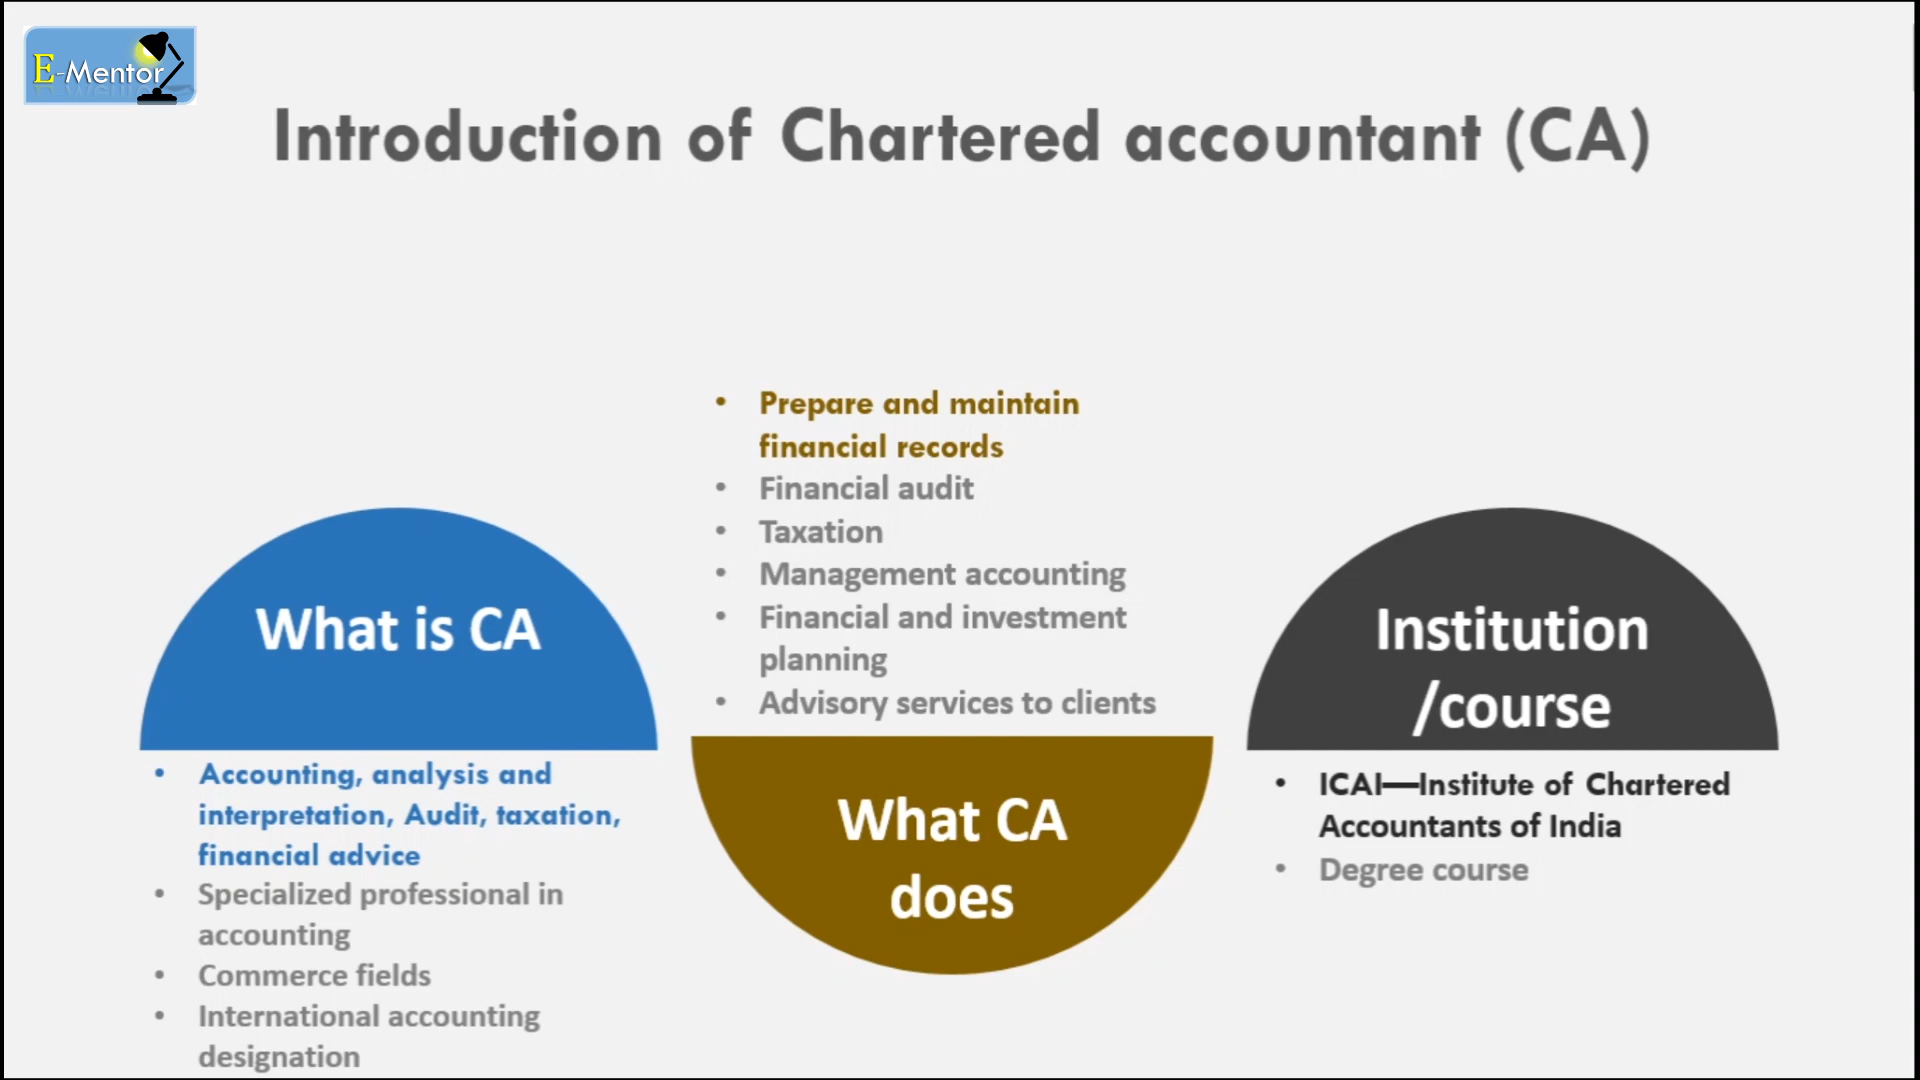 E-Mentor
Introduction of Chartered accountant (CA)
What is CA
• Accounting, analysis and
interpretation, Audit, taxation,
financial advice
• Specialized professional in
accounting
• Commerce fields
• International accounting
designation
• Prepare and maintain
financial records
• Financial audit
• Taxation
• Management accounting
• Financial and investment
planning
• Advisory services to clients
What CA
does
Institution
/course
• ICAI—Institute of Chartered
Accountants of India
• Degree course